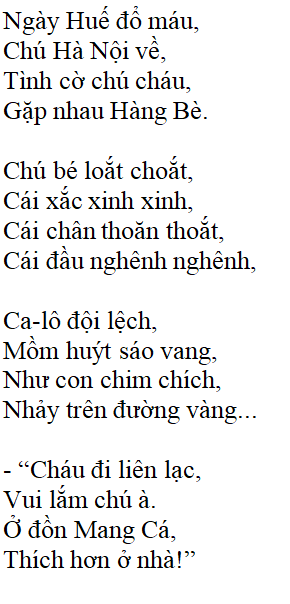 Ngày Huế đổ máu,
Chú Hà Nội về,
Tình cờ chú cháu,
Gặp nhau Hàng Bè.

Chú bé loắt choắt,
Cái xắc xinh xinh,
Cái chân thoăn thoắt,
Cái đầu nghênh nghênh,

Ca-lô đội lệch,
Mồm huýt sáo vang,
Như con chim chích,
Nhảy trên đường vàng...

- “Cháu đi liên lạc,
Vui lắm chú à.
Ở đồn Mang Cá,
Thích hơn ở nhà!”